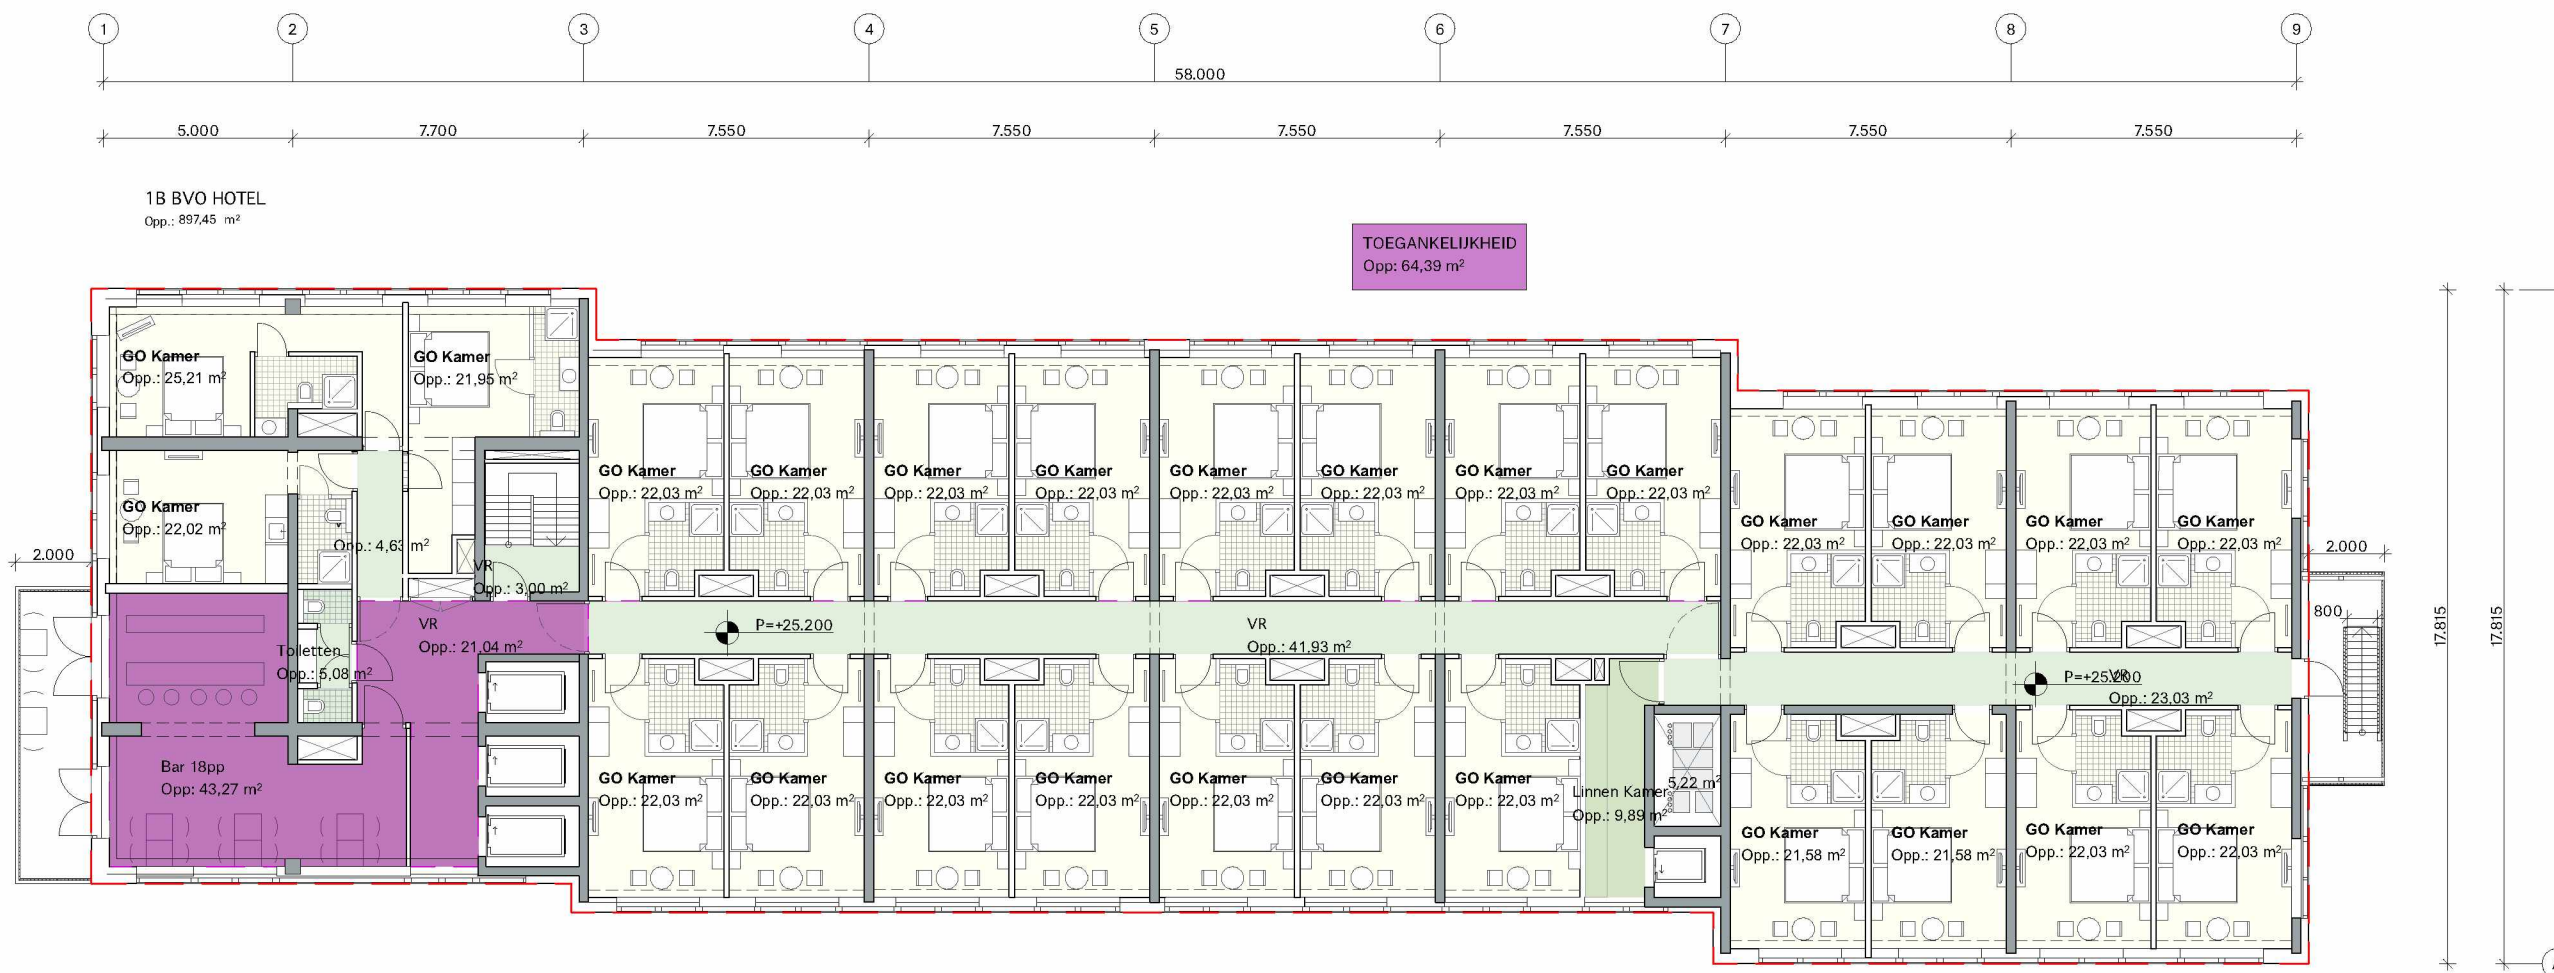 1 2 3 4 5 6 7 8 9
58.000
5.000 7.700 7.550 7.550 7.550 7.550 7.550 7.550
1B BVO HOTEL
Opp.: 897,45 m²
TOEGANKELIJKHEID
Opp: 64,39 m²
GO Kamer
Opp.: 25,21 m²
GO Kamer
Opp.: 21,95 m²
GO Kamer
Opp.: 22,03 m²
GO Kamer
Opp.: 22,03 m²
GO Kamer
Opp.: 22,03 m²
GO Kamer
Opp.: 22,03 m²
GO Kamer
Opp.: 22,03 m²
GO Kamer
Opp.: 22,03 m²
GO Kamer
Opp.: 22,03 m²
GO Kamer
Opp.: 22,03 m²
GO Kamer
Opp.: 22,03 m²
GO Kamer
Opp.: 22,03 m²
GO Kamer
Opp.: 22,03 m²
GO Kamer
Opp.: 22,03 m²
GO Kamer
Opp.: 22,02 m²
Opp.: 4,63 m²
VR
Opp.: 3,00 m²
2.000
2.000
800
17.815
17.815
VR
Opp.: 21,04 m²
P=+25.200
VR
Opp.: 41,93 m²
Toiletten
Opp.: 5,08 m²
P=+25.200
VR
Opp.: 23,03 m²
Bar 18pp
Opp: 43,27 m²
GO Kamer
Opp.: 22,03 m²
GO Kamer
Opp.: 22,03 m²
GO Kamer
Opp.: 22,03 m²
GO Kamer
Opp.: 22,03 m²
GO Kamer
Opp.: 22,03 m²
GO Kamer
Opp.: 22,03 m²
GO Kamer
Opp.: 22,03 m²
Linnen Kamer
Opp.: 9,89 m²
5,22 m²
GO Kamer
Opp.: 21,58 m²
GO Kamer
Opp.: 21,58 m²
GO Kamer
Opp.: 22,03 m²
GO Kamer
Opp.: 22,03 m²